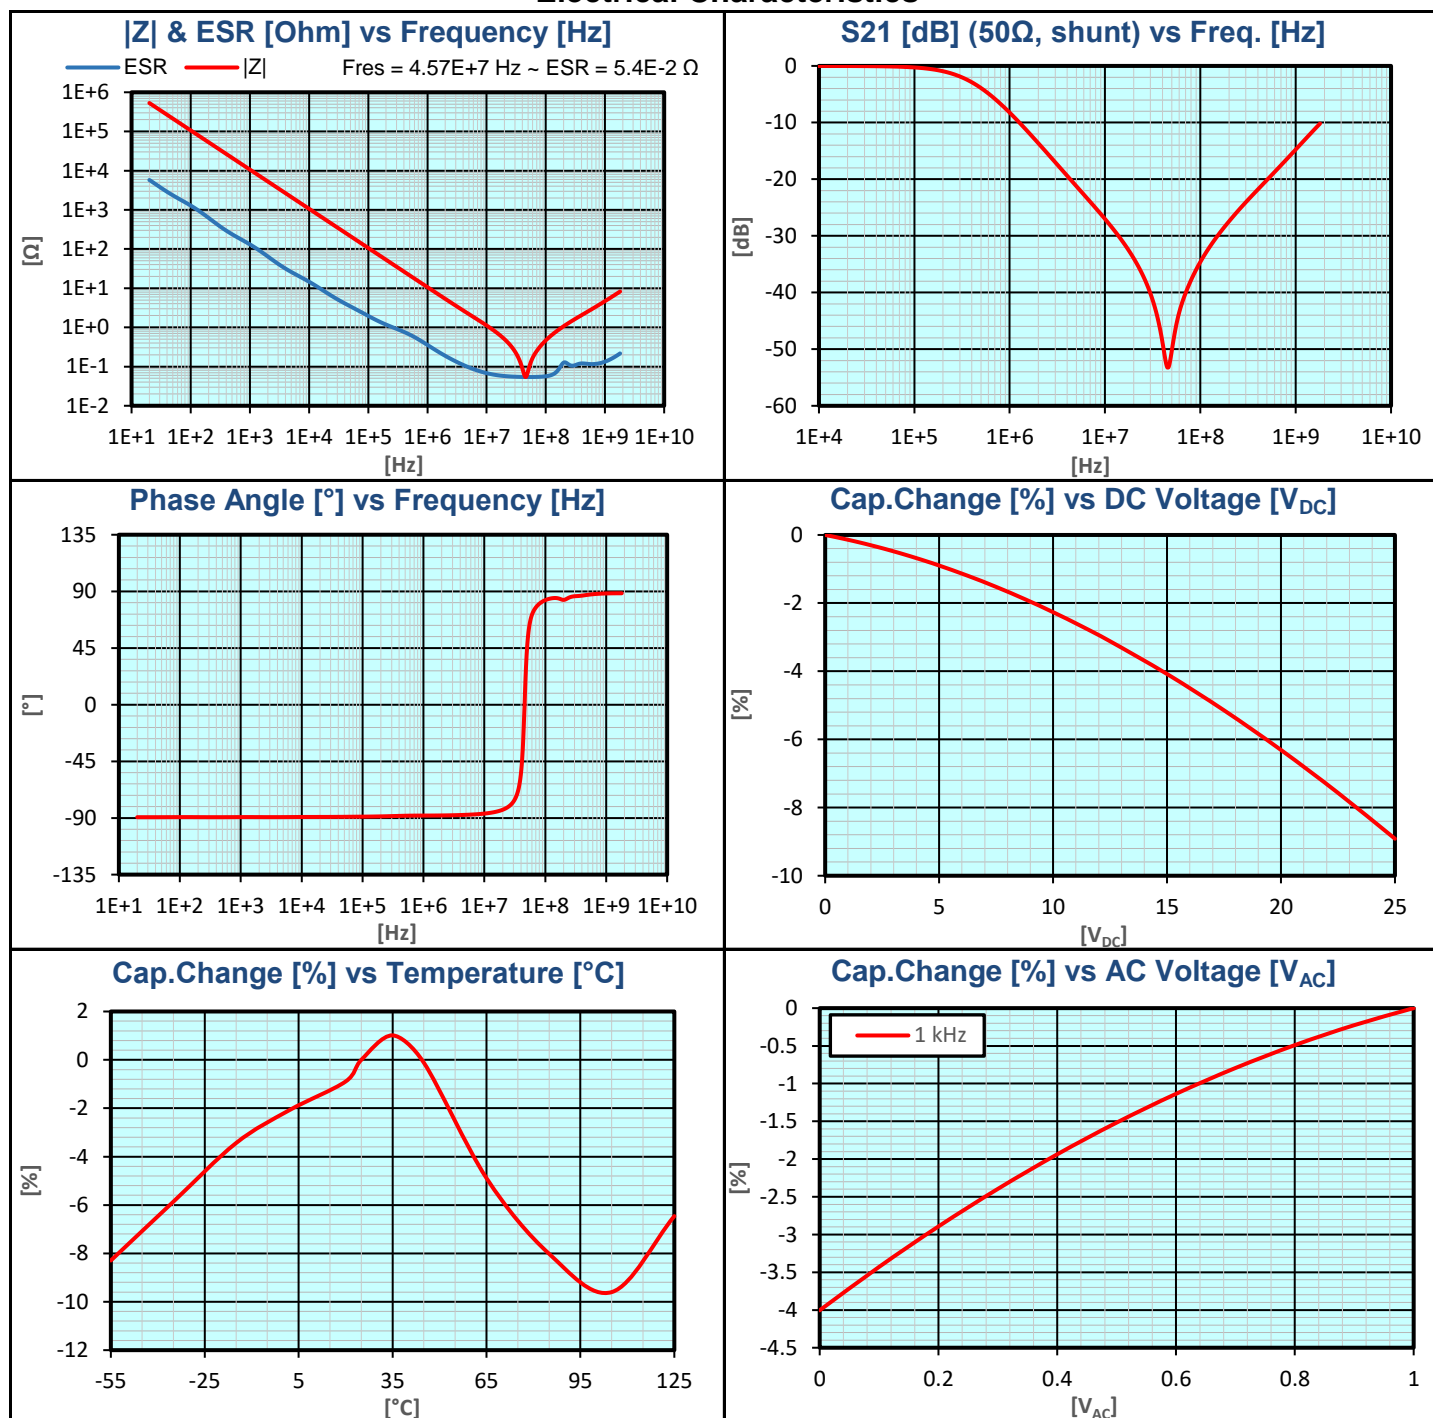 Electrical Characteristics
|Z| & ESR [Ohm] vs Frequency [Hz]
ESR |Z| Fres = 4.57E+7 Hz ~ ESR = 5.4E-2 Ω
1E+6
1E+5
1E+4
1E+3
1E+2
1E+1
1E+0
1E-1
1E-2
[Ω]
1E+1 1E+2 1E+3 1E+4 1E+5 1E+6 1E+7 1E+8 1E+9 1E+10
[Hz]
S21 [dB] (50Ω, shunt) vs Freq. [Hz]
0
-10
-20
-30
-40
-50
-60
[dB]
1E+4 1E+5 1E+6 1E+7 1E+8 1E+9 1E+10
[Hz]
Phase Angle [°] vs Frequency [Hz]
135
90
45
0
-45
-90
-135
[°]
1E+1 1E+2 1E+3 1E+4 1E+5 1E+6 1E+7 1E+8 1E+9 1E+10
[Hz]
Cap.Change [%] vs DC Voltage [VDC]
0
-2
-4
-6
-8
-10
[%]
0 5 10 15 20 25
[VDC]
Cap.Change [%] vs Temperature [°C]
2
0
-2
-4
-6
-8
-10
-12
[%]
-55 -25 5 35 65 95 125
[°C]
Cap.Change [%] vs AC Voltage [VAC]
1 kHz
0
-0.5
-1
-1.5
-2
-2.5
-3
-3.5
-4
-4.5
[%]
0 0.2 0.4 0.6 0.8 1
[VAC]